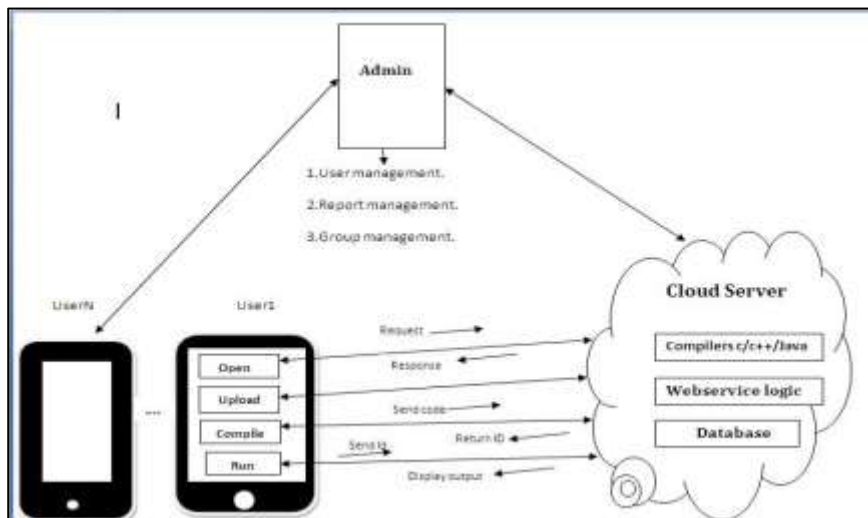 Admin
1.User management.
2.Report management.
3.Group management.
UserN
User1
Cloud Server
Request
Response
Open
Compilers c/c++/Java
Upload
Webservice logic
Send code
Compile
Return ID
Database
Send Id
Run
Display output